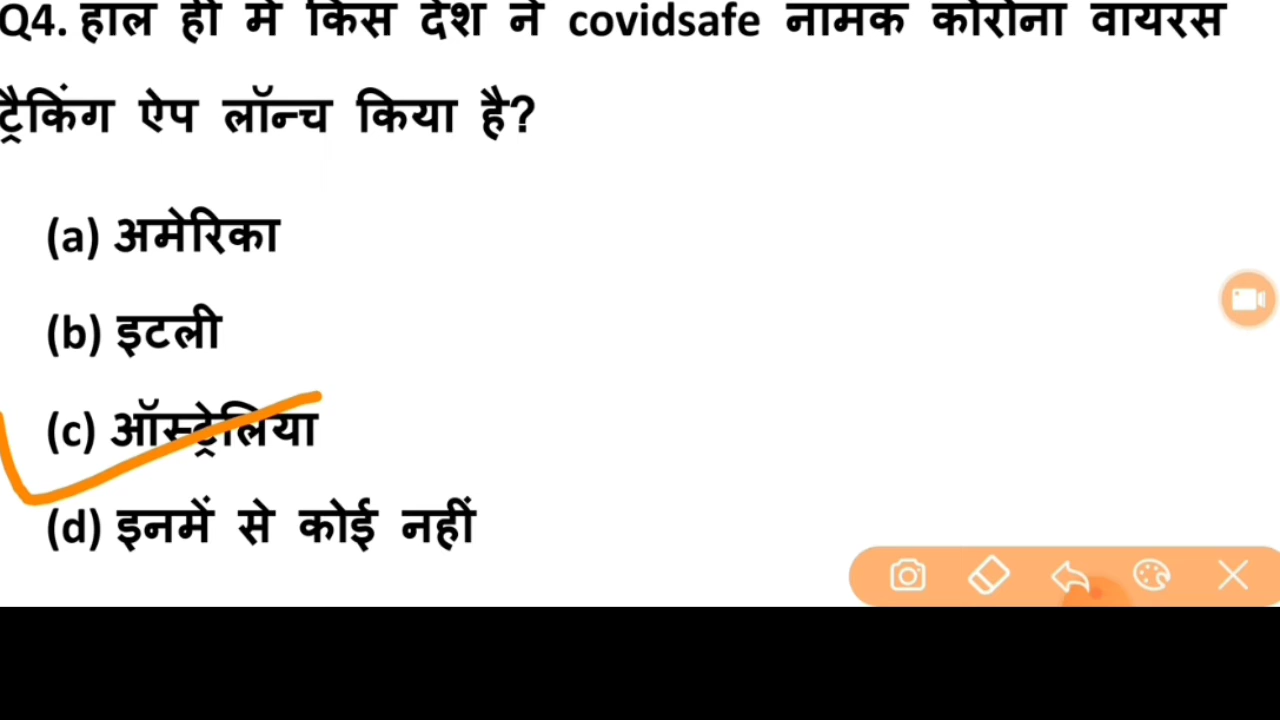 Q4. हाल ही में किस देश ने covidsafe नामक कोरोना वायरस
ट्रैकिंग ऐप लॉन्च किया है?
(a) अमेरिका
(b) इटली
(c) ऑस्ट्रेलिया
(d) इनमें से कोई नहीं